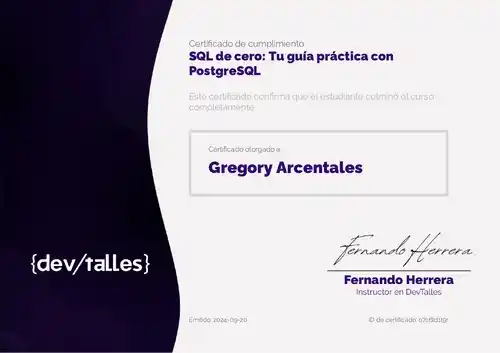 Certificado de cumplimiento
SQL de cero: Tu guía práctica con
PostgreSQL
Este certificado confirma que el estudiante culminó el curso
completamente
Certificado otorgado a:
Gregory Arcentales
{dev/talles}
Fernando Herrera
Fernando Herrera
Instructor en DevTalles
Emitido: 2024-09-20
ID de certificado: